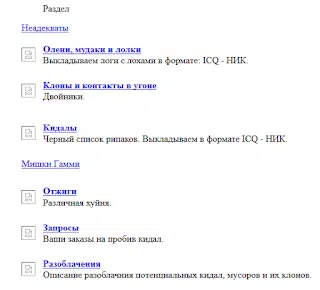 Раздел
Неадекваты
Олени, мудаки и лолки
Выкладываем логи с лохами в формате: ICQ - НИК.
Клоны и контакты в угоне
Двойники.
Кидалы
Черный список рипаков. Выкладываем в формате ICQ - НИК.
Мишки Гамми
Отжиги
Различная хуйня.
Запросы
Ваши заказы на пробив кидал.
Разоблачения
Описание разоблачния потенциальных кидал, мусоров и их клонов.